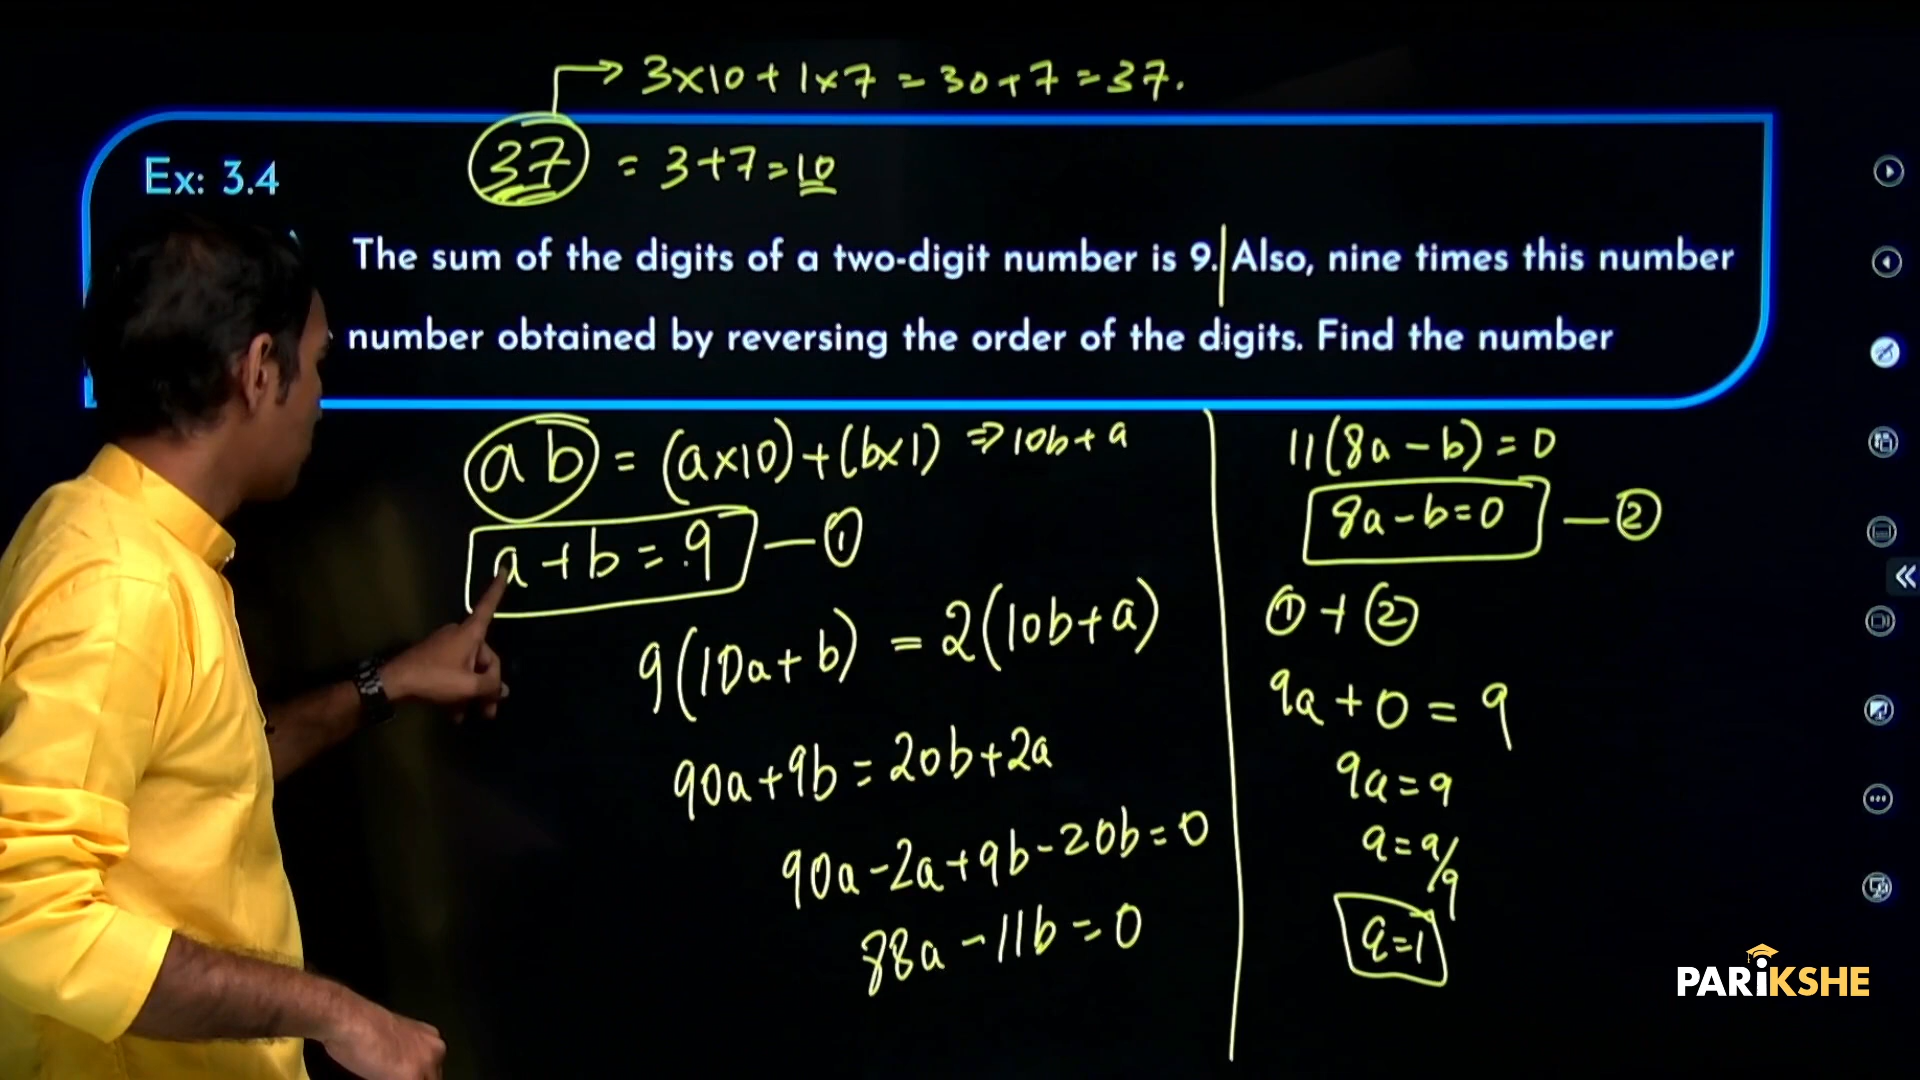 3×10 + 1×7 = 30+7 = 37.
Ex: 3.4
37 = 3+7=10
The sum of the digits of a two-digit number is 9. Also, nine times this number
number obtained by reversing the order of the digits. Find the number
ab = (a×10)+(b×1) ⇒ 10b+a
a+b=9 — ①
9(10a+b) = 2(10b+a)
90a+9b=20b+2a
90a-2a+9b-20b=0
88a-11b=0
11(8a-b)=0
8a-b=0 — ②
①+②
9a+0=9
9a=9
a=9/9
a=1
PARiKSHE